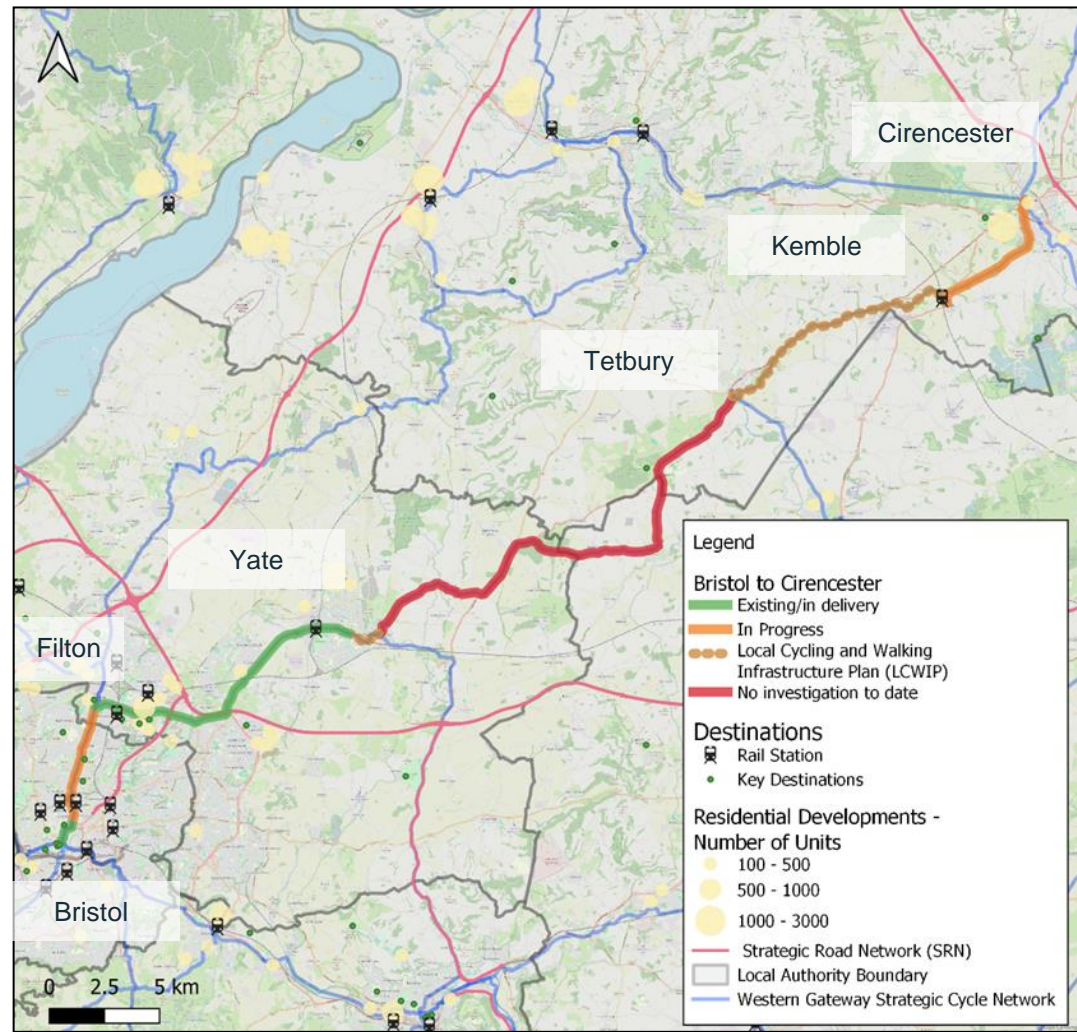 Cirencester
Kemble
Tetbury
Yate
Filton
Bristol
0 2.5 5 km
Legend
Bristol to Cirencester
Existing/in delivery
In Progress
Local Cycling and Walking
Infrastructure Plan (LCWIP)
No investigation to date
Destinations
Rail Station
Key Destinations
Residential Developments -
Number of Units
100 - 500
500 - 1000
1000 - 3000
Strategic Road Network (SRN)
Local Authority Boundary
Western Gateway Strategic Cycle Network